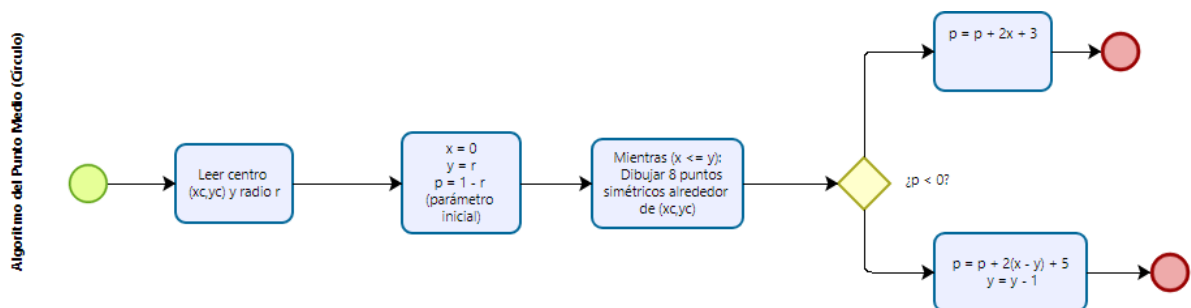 Algoritmo del Punto Medio (Círculo)
Leer centro
(xc,yc) y radio r
x = 0
y = r
p = 1 - r
(parámetro
inicial)
Mientras (x <= y):
Dibujar 8 puntos
simétricos alrededor
de (xc,yc)
¿p < 0?
p = p + 2x + 3
p = p + 2(x - y) + 5
y = y - 1